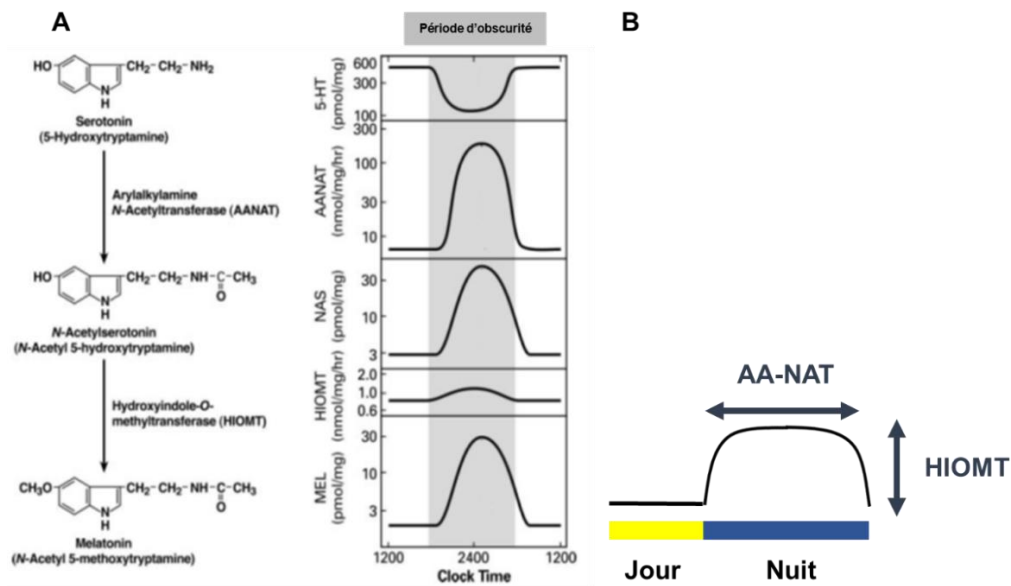 A
Période d'obscurité
B
HO
CH₂-CH₂-NH₂
N
H
Serotonin
(5-Hydroxytryptamine)
Arylalkylamine
N-Acetyltransferase (AANAT)
HO
CH₂-CH₂-NH-C-CH₃
O
N
H
N-Acetylserotonin
(N-Acetyl 5-hydroxytryptamine)
Hydroxyindole-O-
methyltransferase (HIOMT)
CH₃O
CH₂-CH₂-NH-C-CH₃
O
N
H
Melatonin
(N-Acetyl 5-methoxytryptamine)
5-HT
(pmol/mg)
600
300
100
AANAT
(nmol/mg/hr)
300
100
30
10
NAS
(pmol/mg)
30
10
3
HIOMT
(nmol/mg/hr)
2.0
1.0
0.6
MEL
(pmol/mg)
30
10
3
1200
2400
1200
Clock Time
AA-NAT
HIOMT
Jour
Nuit